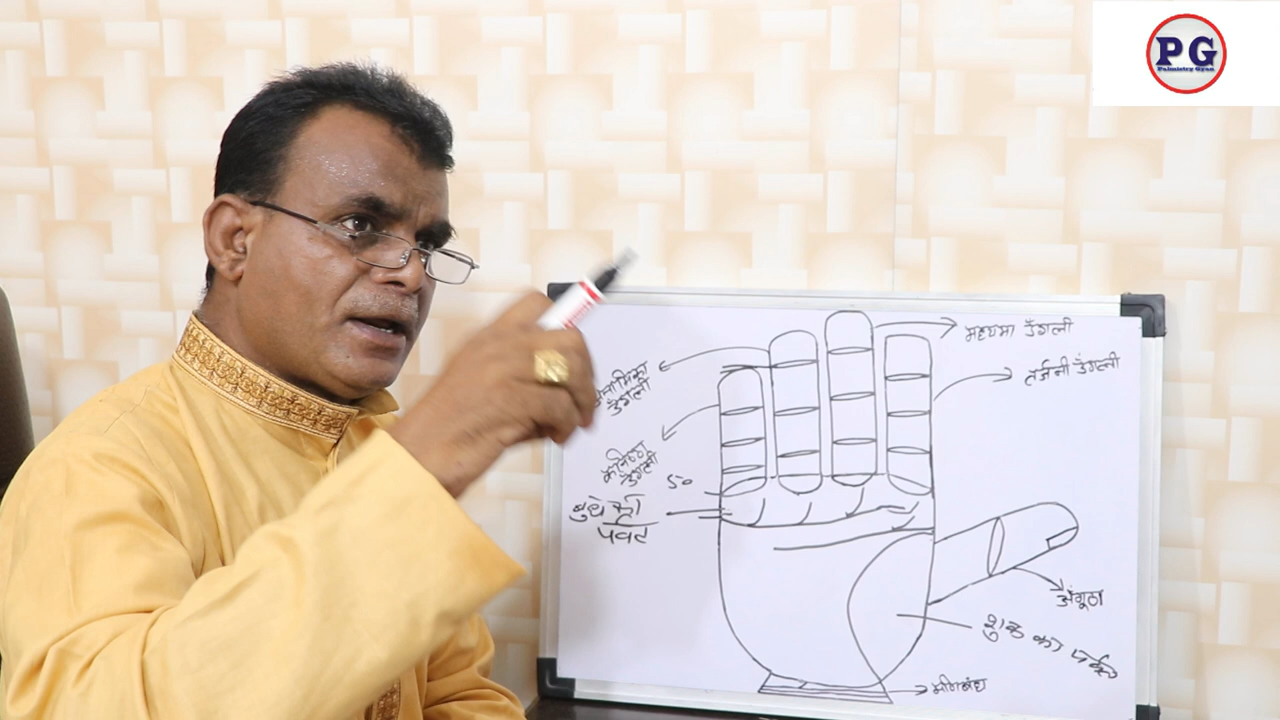 PG
Palmistry Gyan
मध्यमा उँगली
तर्जनी उँगली
अनामिका
उँगली
कनिष्ठा
उँगली
50
बुध का
पर्वत
अँगूठा
शुक्र का पर्वत
मणिबंध